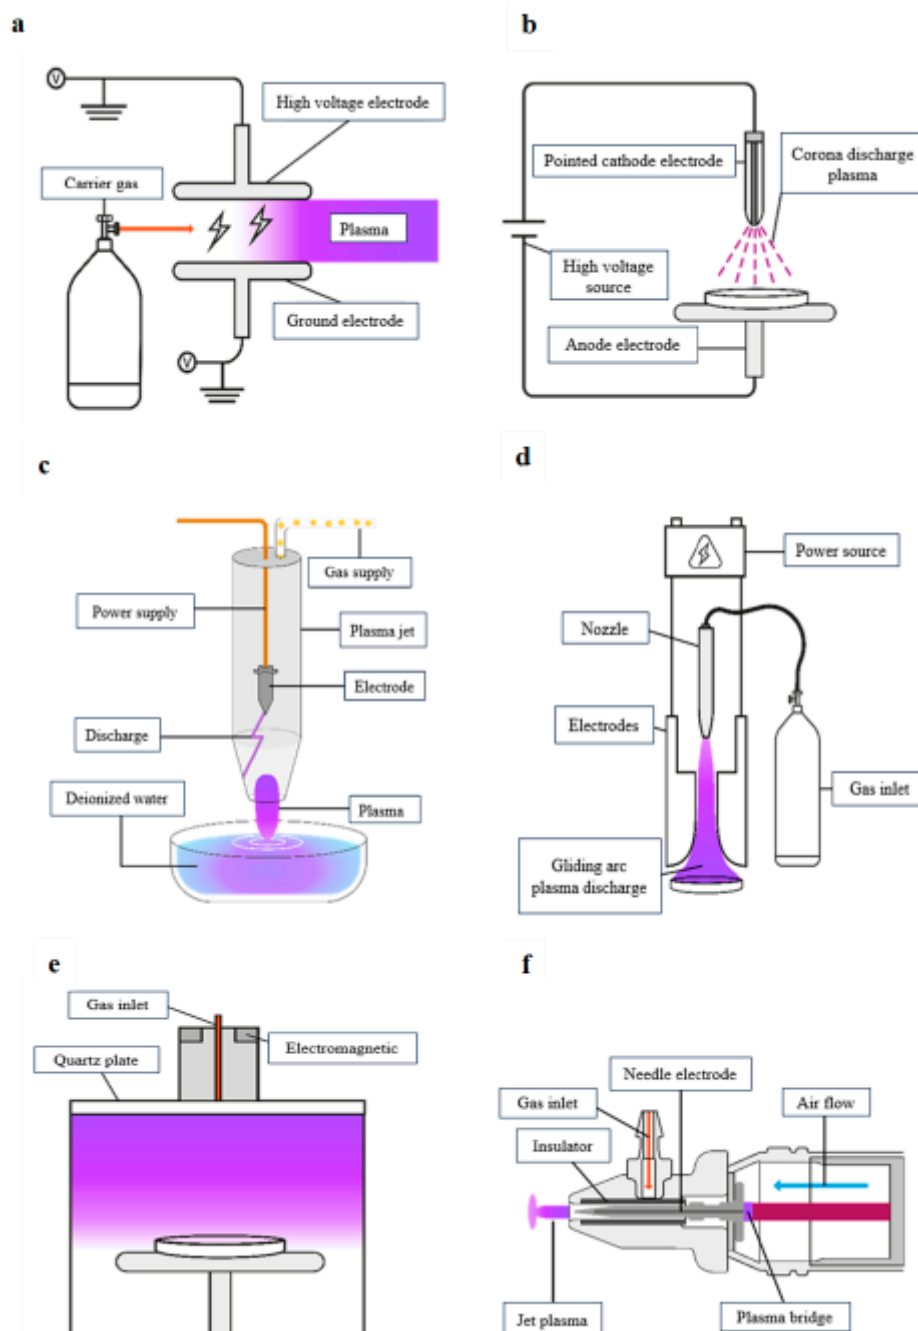 a
b
V
High voltage electrode
Pointed cathode electrode
Corona discharge
plasma
Carrier gas
Plasma
High voltage
source
Ground electrode
Anode electrode
V
c
d
Gas supply
Power source
Power supply
Plasma jet
Nozzle
Electrode
Discharge
Electrodes
Deionized water
Plasma
Gas inlet
Gliding arc
plasma discharge
e
f
Gas inlet
Electromagnetic
Quartz plate
Needle electrode
Gas inlet
Air flow
Insulator
Jet plasma
Plasma bridge